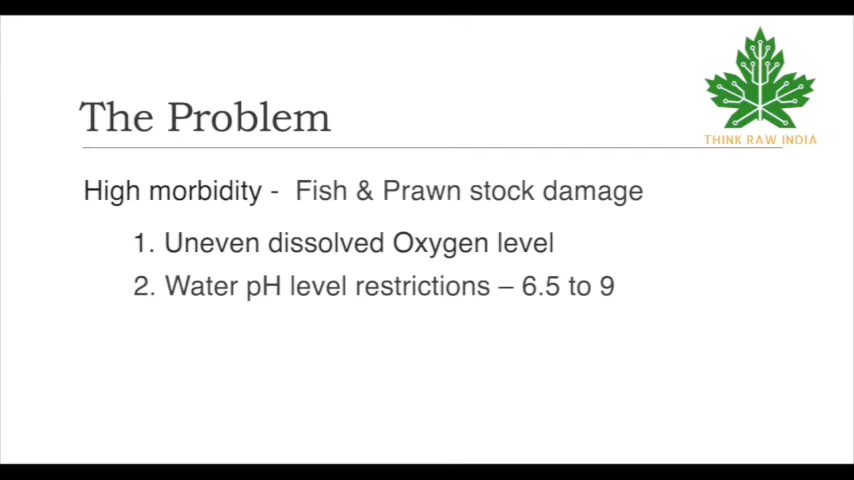 THINK RAW INDIA
The Problem
High morbidity - Fish & Prawn stock damage
1. Uneven dissolved Oxygen level
2. Water pH level restrictions – 6.5 to 9